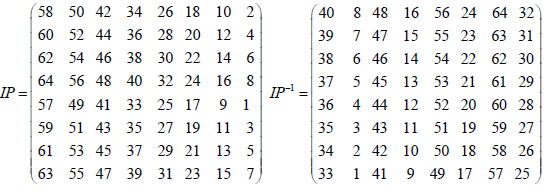 IP =
58 50 42 34 26 18 10 2
60 52 44 36 28 20 12 4
62 54 46 38 30 22 14 6
64 56 48 40 32 24 16 8
57 49 41 33 25 17 9 1
59 51 43 35 27 19 11 3
61 53 45 37 29 21 13 5
63 55 47 39 31 23 15 7
IP⁻¹ =
40 8 48 16 56 24 64 32
39 7 47 15 55 23 63 31
38 6 46 14 54 22 62 30
37 5 45 13 53 21 61 29
36 4 44 12 52 20 60 28
35 3 43 11 51 19 59 27
34 2 42 10 50 18 58 26
33 1 41 9 49 17 57 25